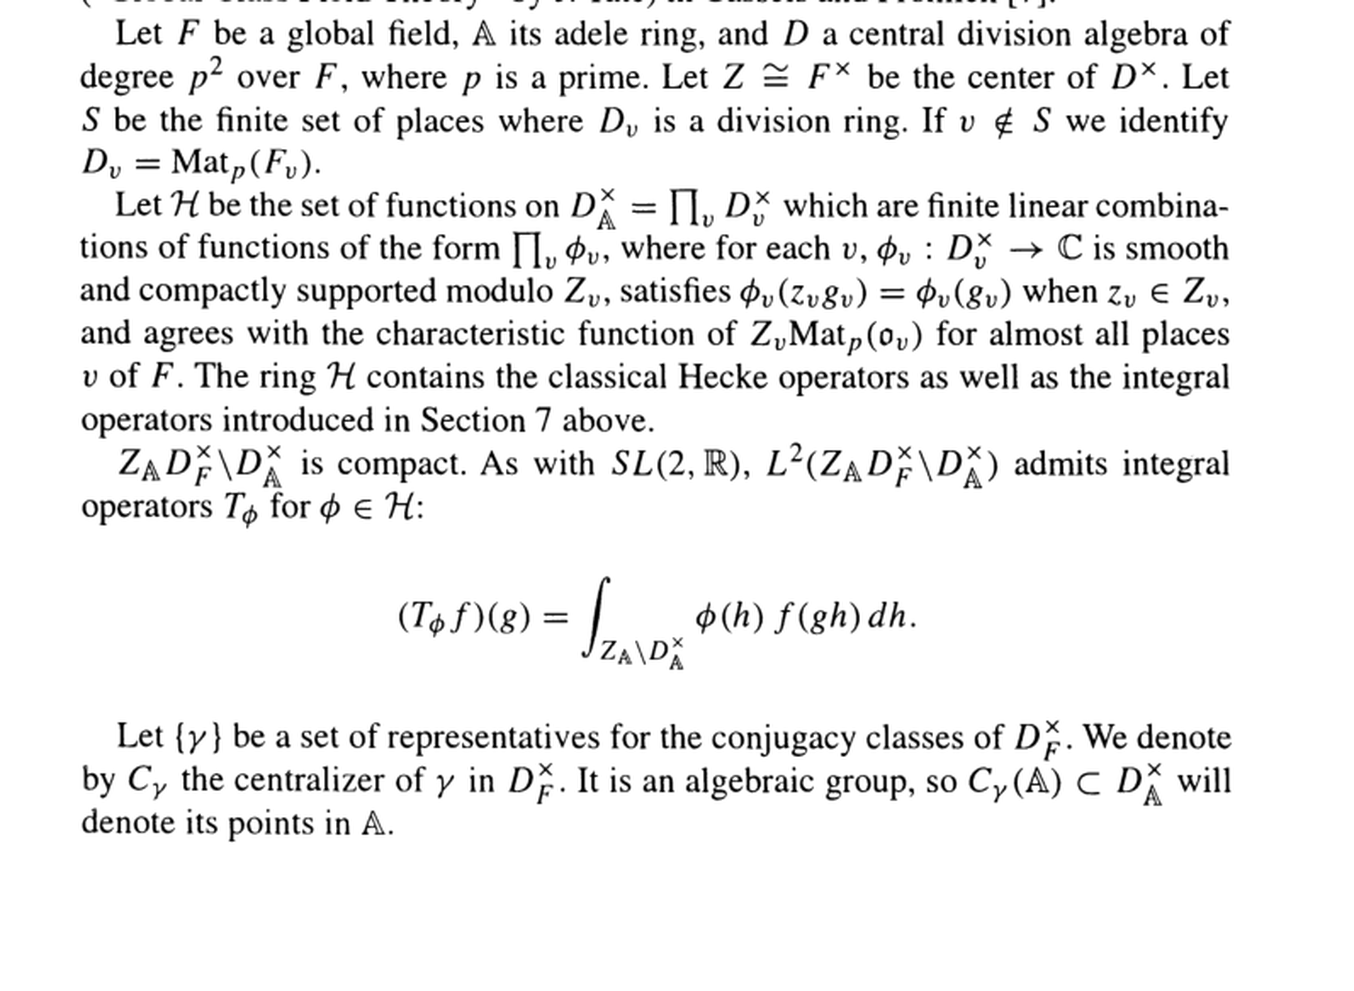 Let F be a global field, 𝔸 its adele ring, and D a central division algebra of
degree p² over F, where p is a prime. Let Z ≅ F^× be the center of D^×. Let
S be the finite set of places where D_v is a division ring. If v ∉ S we identify
D_v = Mat_p(F_v).
Let ℋ be the set of functions on D_𝔸^× = ∏_v D_v^× which are finite linear combina-
tions of functions of the form ∏_v ϕ_v, where for each v, ϕ_v : D_v^× → ℂ is smooth
and compactly supported modulo Z_v, satisfies ϕ_v(z_v g_v) = ϕ_v(g_v) when z_v ∈ Z_v,
and agrees with the characteristic function of Z_v Mat_p(𝔬_v) for almost all places
v of F. The ring ℋ contains the classical Hecke operators as well as the integral
operators introduced in Section 7 above.
Z_𝔸 D_F^×\D_𝔸^× is compact. As with SL(2, ℝ), L²(Z_𝔸 D_F^×\D_𝔸^×) admits integral
operators T_ϕ for ϕ ∈ ℋ:
(T_ϕ f)(g) = ∫_{Z_𝔸\D_𝔸^×} ϕ(h) f(gh) dh.
Let {γ} be a set of representatives for the conjugacy classes of D_F^×. We denote
by C_γ the centralizer of γ in D_F^×. It is an algebraic group, so C_γ(𝔸) ⊂ D_𝔸^× will
denote its points in 𝔸.